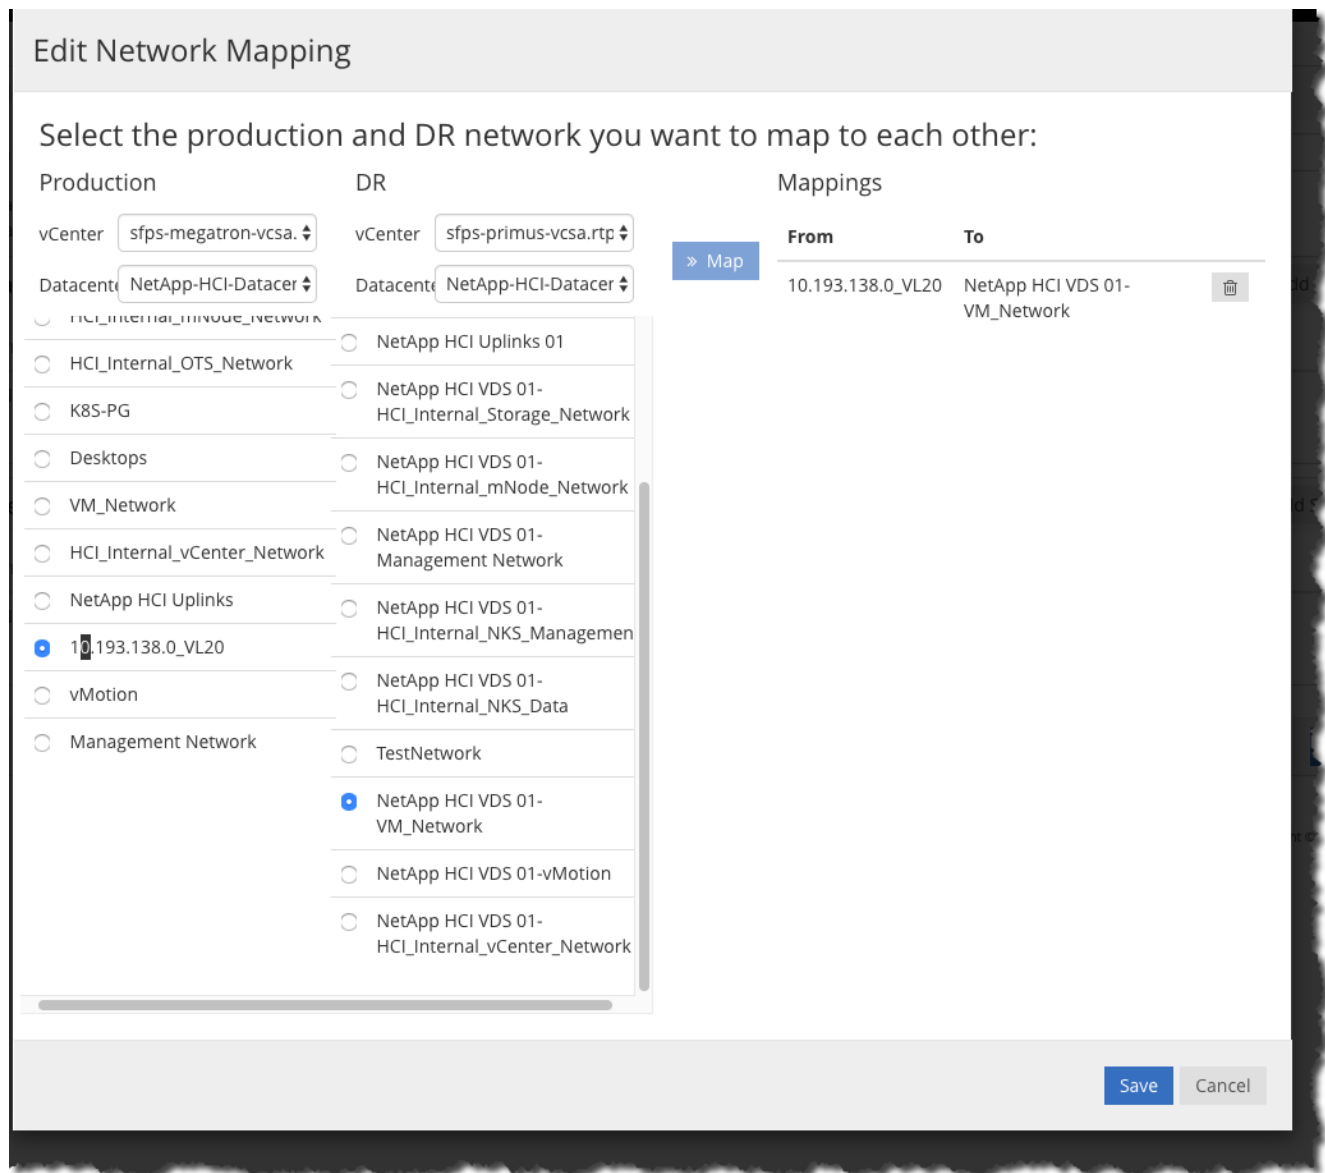 Edit Network Mapping
Select the production and DR network you want to map to each other:
Production
vCenter
sfps-megatron-vcsa.
Datacente
NetApp-HCI-Datacer
HCI_Internal_mNode_Network
HCI_Internal_OTS_Network
K8S-PG
Desktops
VM_Network
HCI_Internal_vCenter_Network
NetApp HCI Uplinks
10.193.138.0_VL20
vMotion
Management Network
DR
vCenter
sfps-primus-vcsa.rtp
Datacente
NetApp-HCI-Datacer
NetApp HCI Uplinks 01
NetApp HCI VDS 01-
HCI_Internal_Storage_Network
NetApp HCI VDS 01-
HCI_Internal_mNode_Network
NetApp HCI VDS 01-
Management Network
NetApp HCI VDS 01-
HCI_Internal_NKS_Managemen
NetApp HCI VDS 01-
HCI_Internal_NKS_Data
TestNetwork
NetApp HCI VDS 01-
VM_Network
NetApp HCI VDS 01-vMotion
NetApp HCI VDS 01-
HCI_Internal_vCenter_Network
» Map
Mappings
From To
10.193.138.0_VL20 NetApp HCI VDS 01-
VM_Network
Save Cancel